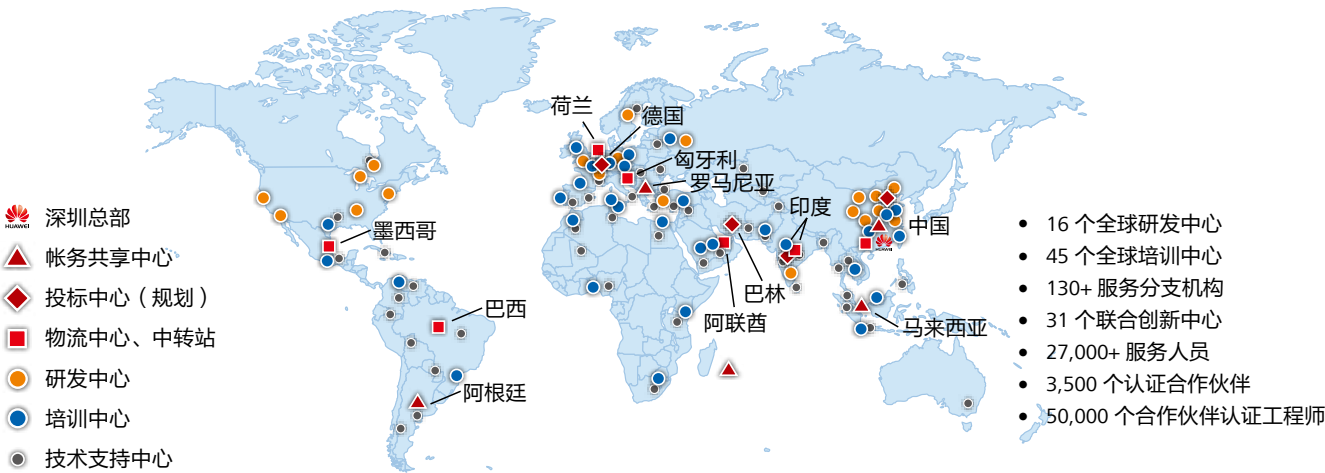 荷兰
德国
匈牙利
罗马尼亚
印度
中国
墨西哥
巴西
阿根廷
巴林
阿联酋
马来西亚
HUAWEI
HUAWEI
深圳总部
帐务共享中心
投标中心（规划）
物流中心、中转站
研发中心
培训中心
技术支持中心
• 16 个全球研发中心
• 45 个全球培训中心
• 130+ 服务分支机构
• 31 个联合创新中心
• 27,000+ 服务人员
• 3,500 个认证合作伙伴
• 50,000 个合作伙伴认证工程师